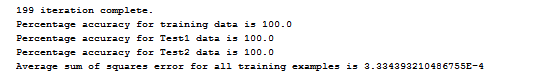 199 iteration complete.
Percentage accuracy for training data is 100.0
Percentage accuracy for Test1 data is 100.0
Percentage accuracy for Test2 data is 100.0
Average sum of squares error for all training examples is 3.334393210486755E-4